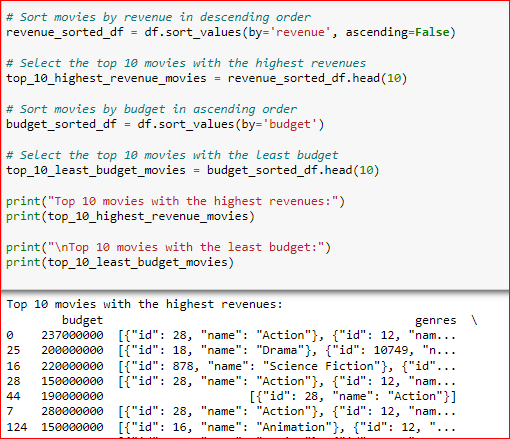 # Sort movies by revenue in descending order
revenue_sorted_df = df.sort_values(by='revenue', ascending=False)
# Select the top 10 movies with the highest revenues
top_10_highest_revenue_movies = revenue_sorted_df.head(10)
# Sort movies by budget in ascending order
budget_sorted_df = df.sort_values(by='budget')
# Select the top 10 movies with the least budget
top_10_least_budget_movies = budget_sorted_df.head(10)
print("Top 10 movies with the highest revenues:")
print(top_10_highest_revenue_movies)
print("\nTop 10 movies with the least budget:")
print(top_10_least_budget_movies)
Top 10 movies with the highest revenues:
budget genres \
0 237000000 [{"id": 28, "name": "Action"}, {"id": 12, "nam...
25 200000000 [{"id": 18, "name": "Drama"}, {"id": 10749, "n...
16 220000000 [{"id": 878, "name": "Science Fiction"}, {"id"...
28 150000000 [{"id": 28, "name": "Action"}, {"id": 12, "nam...
44 190000000 [{"id": 28, "name": "Action"}]
7 280000000 [{"id": 28, "name": "Action"}, {"id": 12, "nam...
124 150000000 [{"id": 16, "name": "Animation"}, {"id": 12, "...